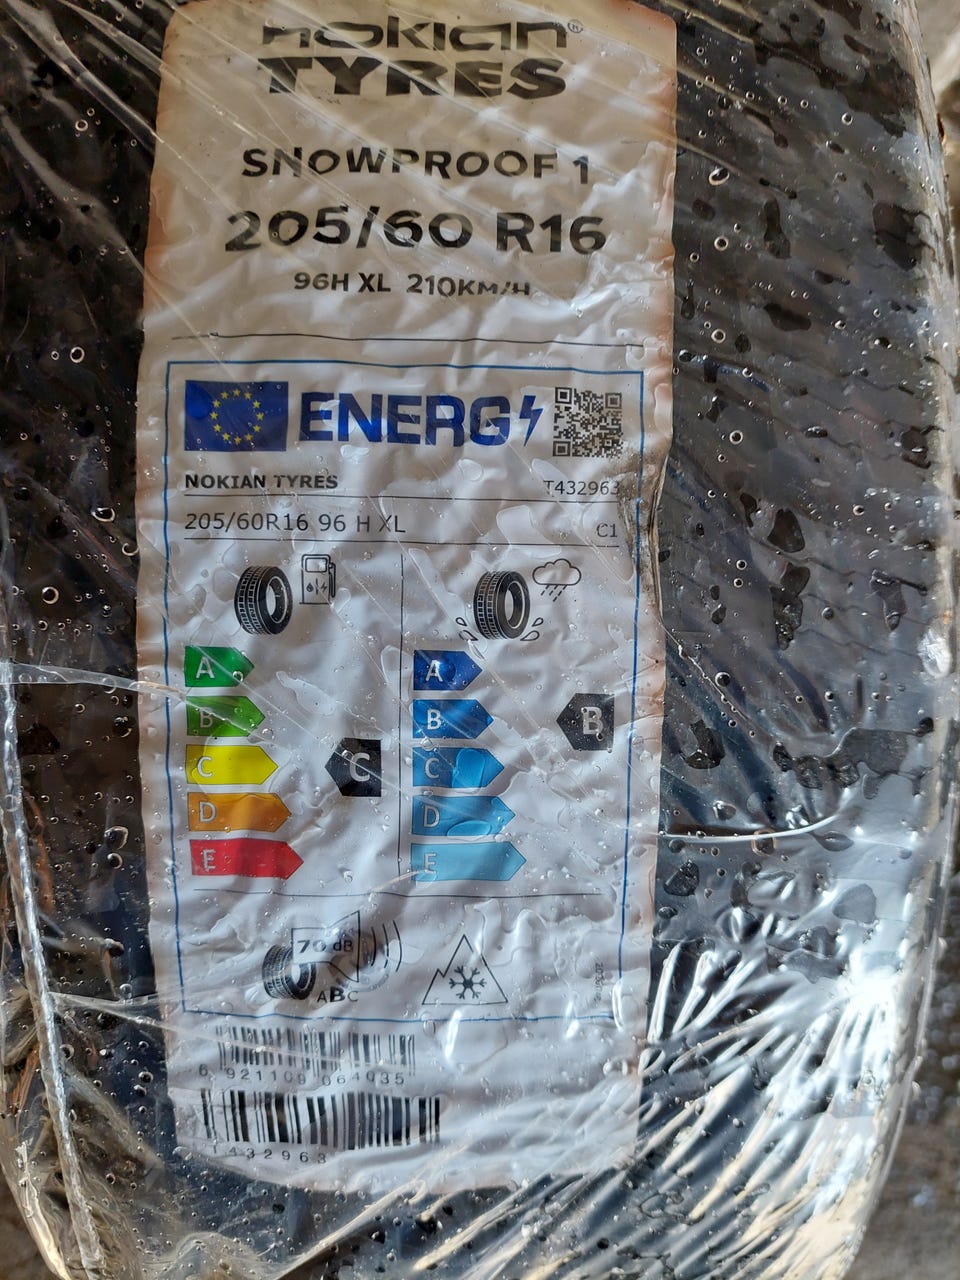 nokian®
TYRES
SNOWPROOF 1
205/60 R16
96H XL 210KM/H
ENERG
NOKIAN TYRES T432963
205/60R16 96 H XL C1
A A
B B B
C C C
D D
E E
70 dB
ABC
6 921109 064035
T432963